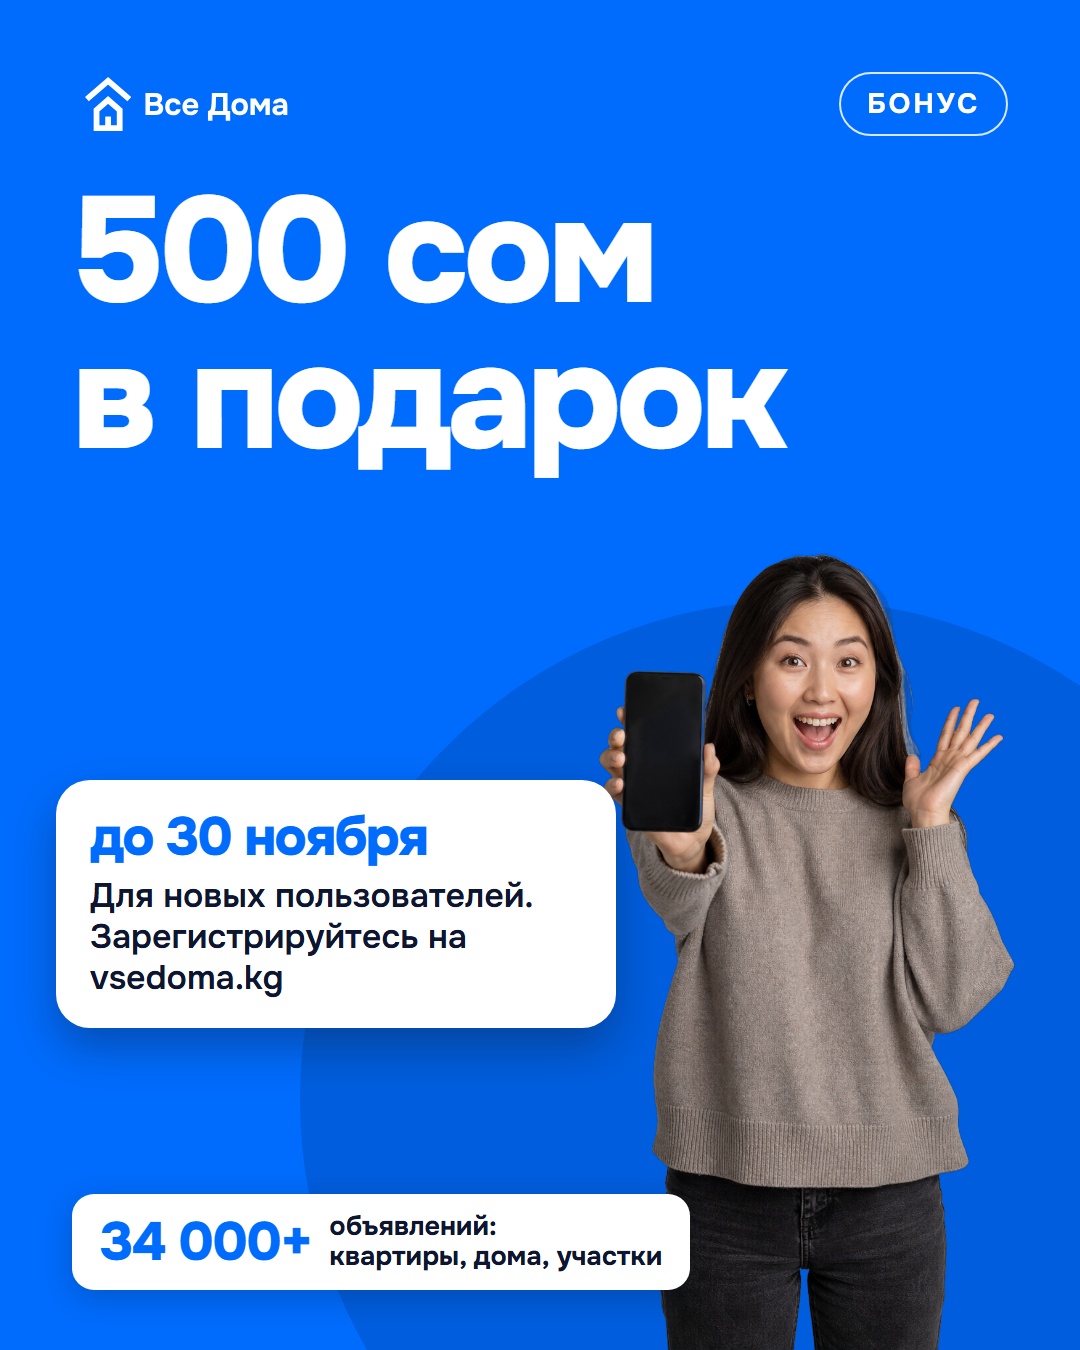 Все Дома
БОНУС
500 сом
в подарок
до 30 ноября
Для новых пользователей.
Зарегистрируйтесь на
vsedoma.kg
34 000+
объявлений:
квартиры, дома, участки